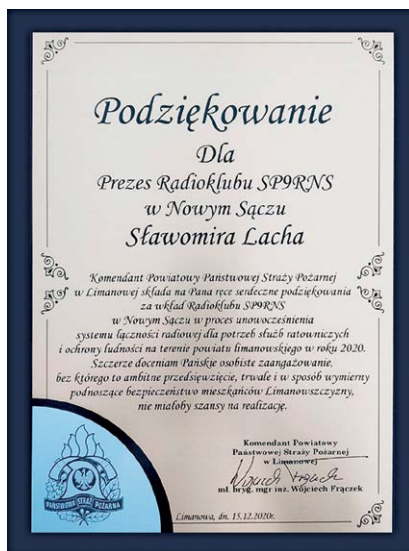 Podziękowanie
Dla
Prezes Radioklubu SP9RNS
w Nowym Sączu
Sławomira Lacha
Komendant Powiatowy Państwowej Straży Pożarnej
w Limanowej składa na Pana ręce serdeczne podziękowania
za wkład Radioklubu SP9RNS
w Nowym Sączu w proces unowocześnienia
systemu łączności radiowej dla potrzeb służb ratowniczych
i ochrony ludności na terenie powiatu limanowskiego w roku 2020.
Szczerze doceniam Pańskie osobiste zaangażowanie,
bez którego to ambitne przedsięwzięcie, trwale i w sposób wymierny
podnoszące bezpieczeństwo mieszkańców Limanowszczyzny,
nie miałoby szansy na realizację.
Komendant Powiatowy
Państwowej Straży Pożarnej
w Limanowej
Wojciech Frączek
mł. bryg. mgr inż. Wojciech Frączek
PAŃSTWOWA STRAŻ POŻARNA
Limanowa, dn. 15.12.2020r.